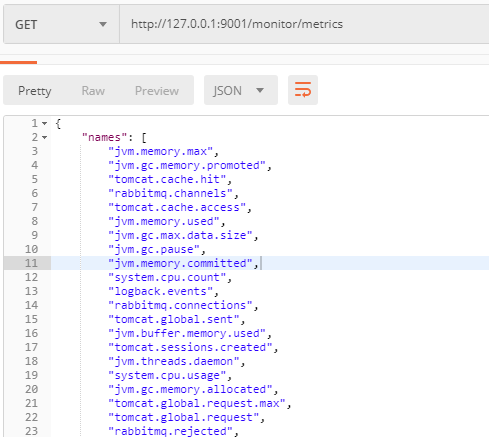 GET http://127.0.0.1:9001/monitor/metrics
Pretty Raw Preview JSON
1 {
2 "names": [
3 "jvm.memory.max",
4 "jvm.gc.memory.promoted",
5 "tomcat.cache.hit",
6 "rabbitmq.channels",
7 "tomcat.cache.access",
8 "jvm.memory.used",
9 "jvm.gc.max.data.size",
10 "jvm.gc.pause",
11 "jvm.memory.committed",
12 "system.cpu.count",
13 "logback.events",
14 "rabbitmq.connections",
15 "tomcat.global.sent",
16 "jvm.buffer.memory.used",
17 "tomcat.sessions.created",
18 "jvm.threads.daemon",
19 "system.cpu.usage",
20 "jvm.gc.memory.allocated",
21 "tomcat.global.request.max",
22 "tomcat.global.request",
23 "rabbitmq.rejected",